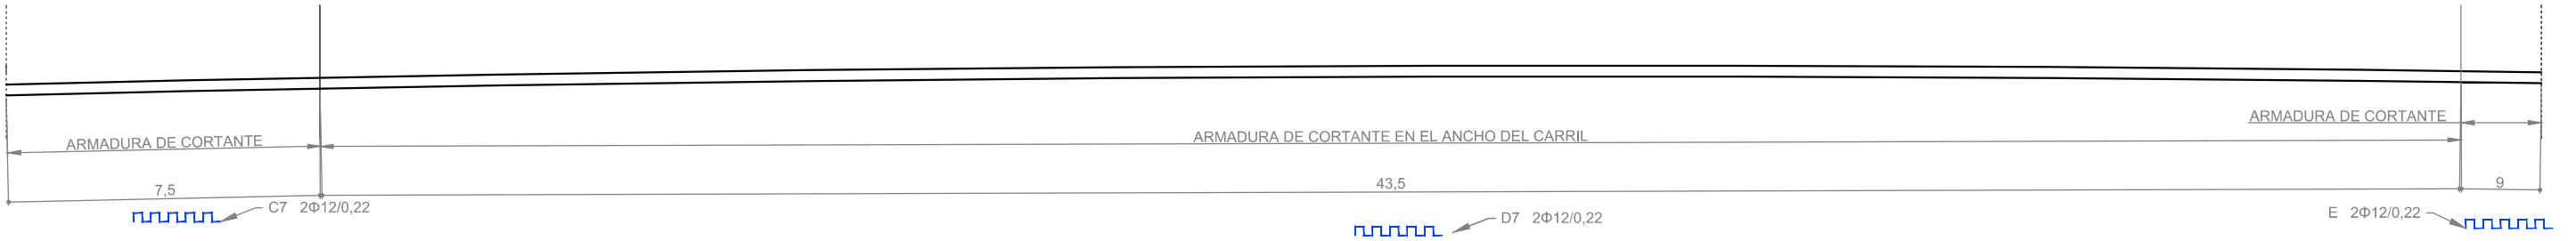 ARMADURA DE CORTANTE
ARMADURA DE CORTANTE EN EL ANCHO DEL CARRIL
ARMADURA DE CORTANTE
7,5
43,5
9
C7 2Φ12/0,22
D7 2Φ12/0,22
E 2Φ12/0,22